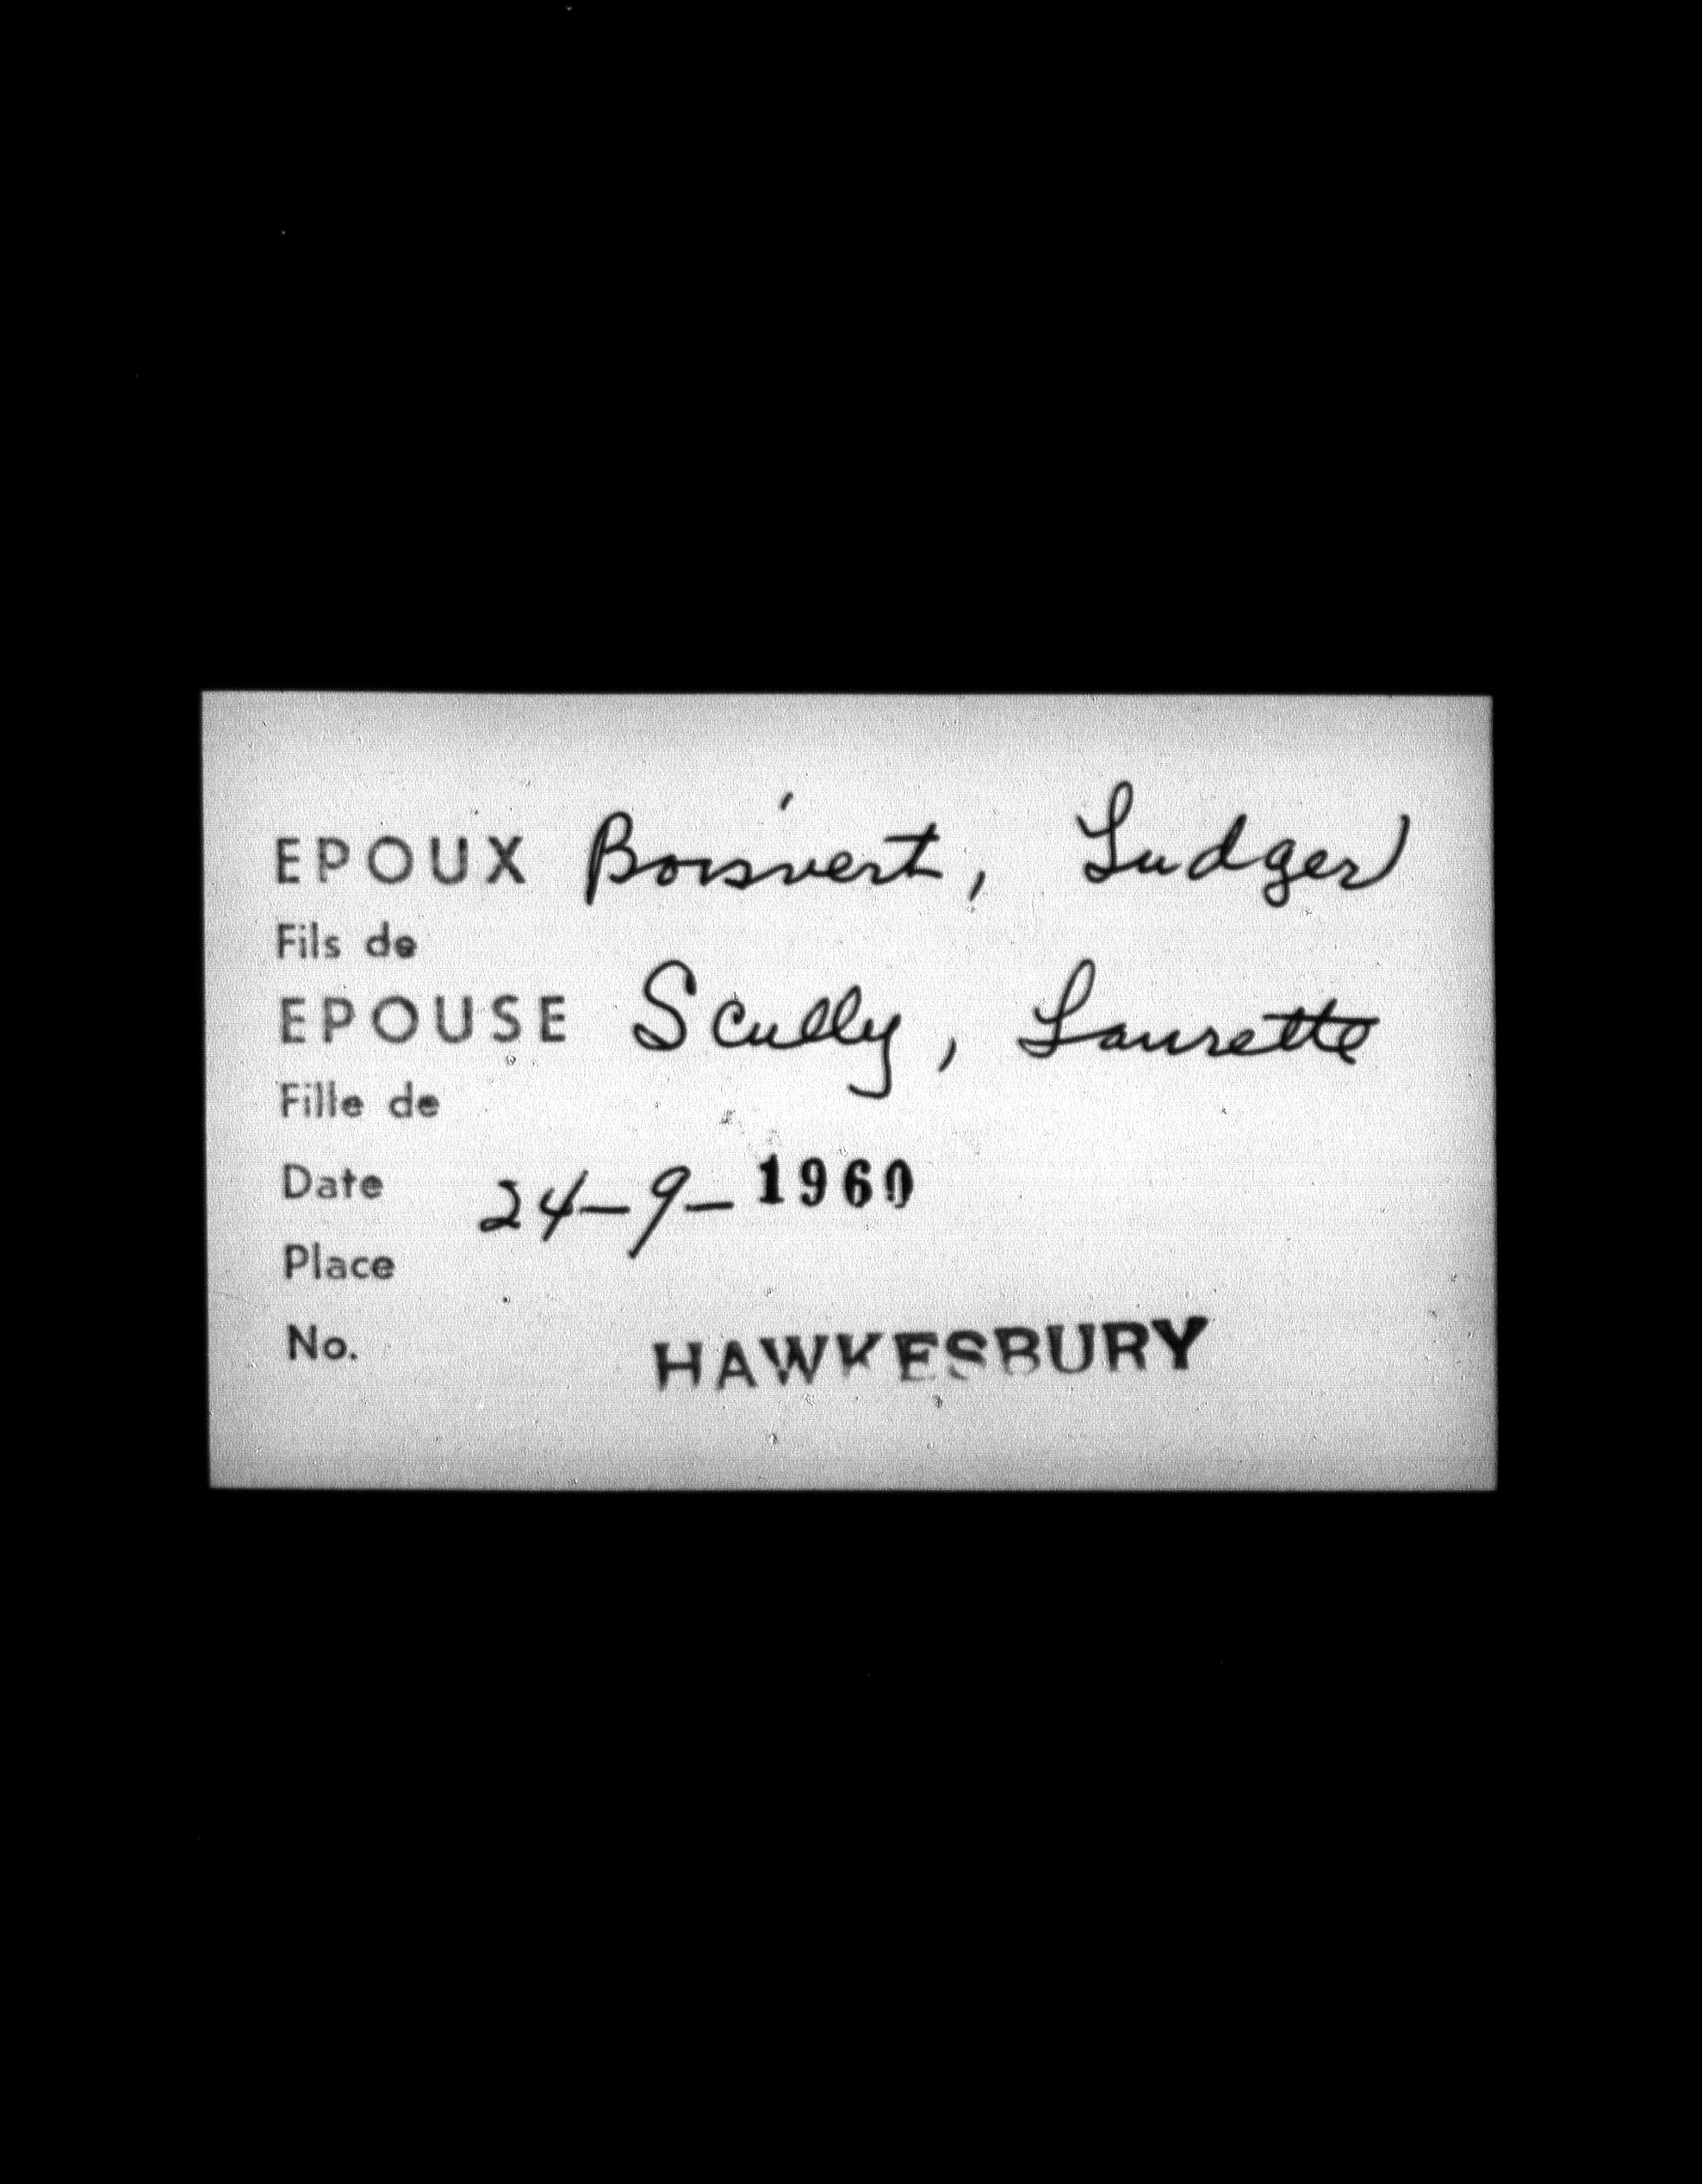 EPOUX Boisvert, Ludger
Fils de
EPOUSE Scully, Laurette
Fille de
Date 24-9-1960
Place
No. HAWKESBURY